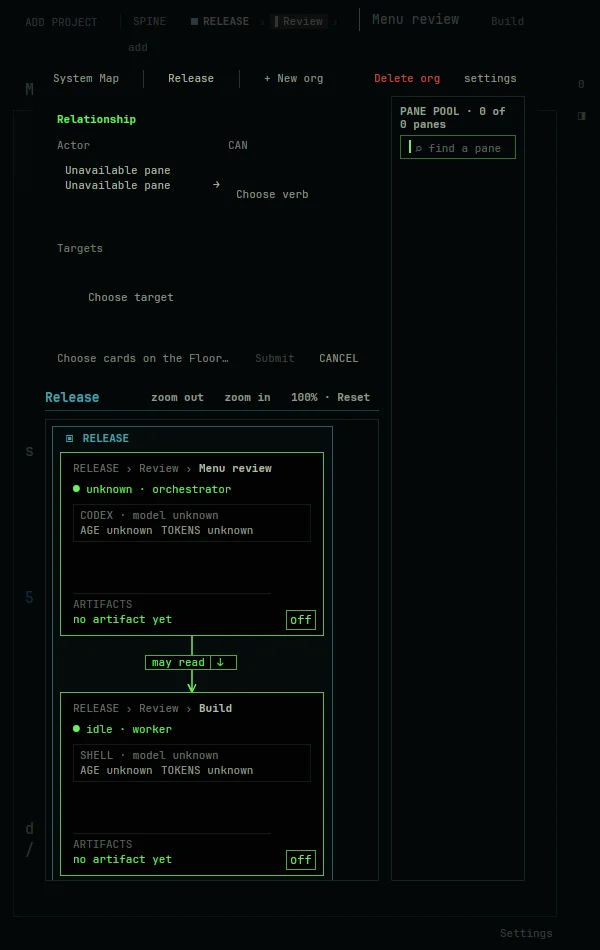 ADD PROJECT SPINE RELEASE › Review › Menu review Build
add
M
System Map Release + New org Delete org settings
0
Relationship
Actor CAN
Unavailable pane
Unavailable pane → Choose verb
Targets
Choose target
Choose cards on the Floor… Submit CANCEL
PANE POOL · 0 of
0 panes
⌕ find a pane
Release zoom out zoom in 100% · Reset
RELEASE
RELEASE › Review › Menu review
unknown · orchestrator
CODEX · model unknown
AGE unknown TOKENS unknown
ARTIFACTS
no artifact yet off
may read ↓
RELEASE › Review › Build
idle · worker
SHELL · model unknown
AGE unknown TOKENS unknown
ARTIFACTS
no artifact yet off
s
5
d
/
Settings